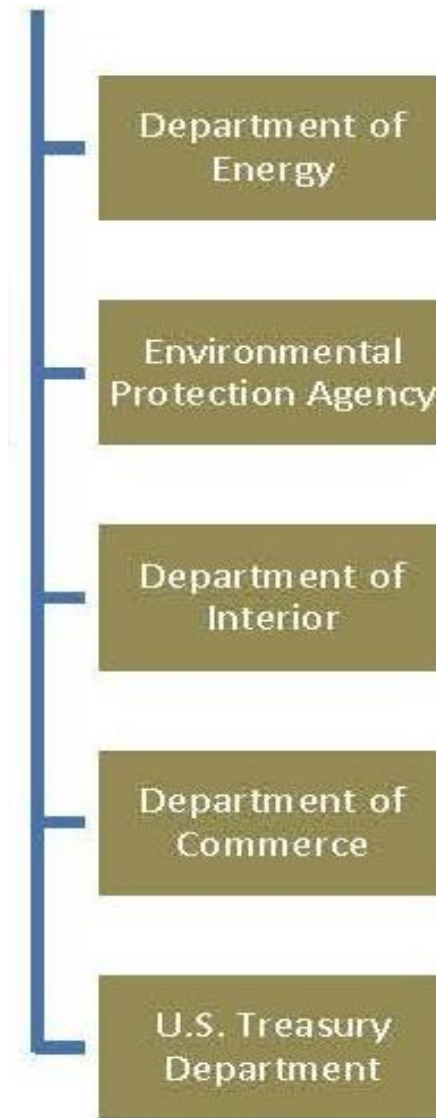 Department of
Energy
Environmental
Protection Agency
Department of
Interior
Department of
Commerce
U.S. Treasury
Department